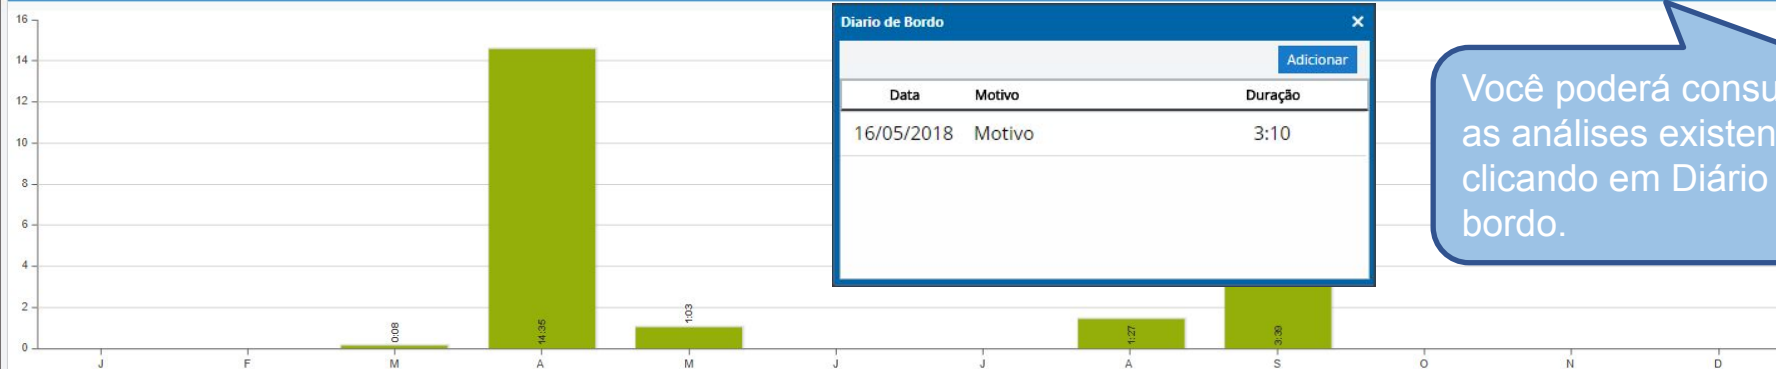 16
14
12
10
8
6
4
2
0
0:08
14:35
1:03
1:27
3:39
J
F
M
A
M
J
J
A
S
O
N
D
Diario de Bordo
Adicionar
Data Motivo Duração
16/05/2018 Motivo 3:10
Você poderá
as análises
clicando em Diário
bordo.